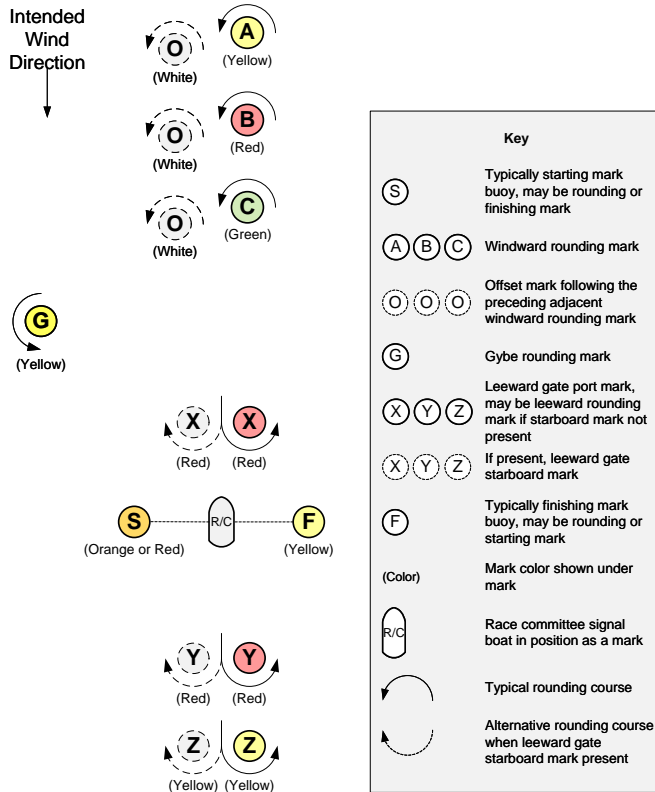 Intended
Wind
Direction
O
A
(White)
(Yellow)
O
B
(White)
(Red)
O
C
(White)
(Green)
G
(Yellow)
X
X
(Red)
(Red)
S
R/C
F
(Orange or Red)
(Yellow)
Y
Y
(Red)
(Red)
Z
Z
(Yellow)
(Yellow)
Key
S
Typically starting mark
buoy, may be rounding or
finishing mark
A B C
Windward rounding mark
O O O
Offset mark following the
preceding adjacent
windward rounding mark
G
Gybe rounding mark
X Y Z
Leeward gate port mark,
may be leeward rounding
mark if starboard mark not
present
X Y Z
If present, leeward gate
starboard mark
F
Typically finishing mark
buoy, may be rounding or
starting mark
(Color)
Mark color shown under
mark
R/C
Race committee signal
boat in position as a mark
Typical rounding course
Alternative rounding course
when leeward gate
starboard mark present